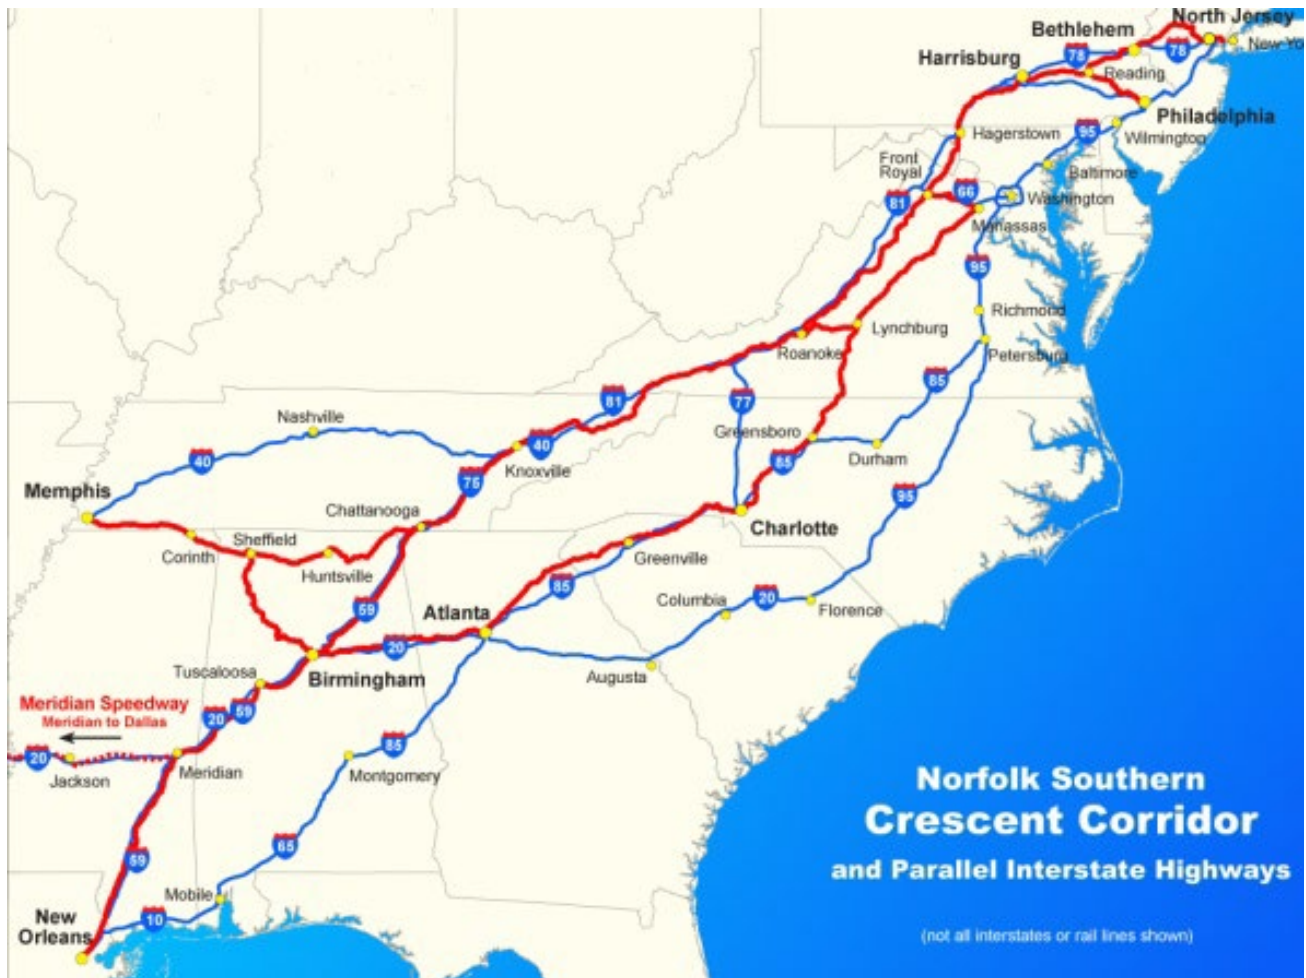 North Jersey
Bethlehem
New Yo
78
78
Harrisburg
Reading
Philadelphia
95
Wilmington
Hagerstown
Front
Royal
Baltimore
66
81
Washington
Manassas
95
Richmond
Lynchburg
Roanoke
Petersburg
85
81
77
Nashville
Greensboro
40
40
Durham
85
Knoxville
75
95
Memphis
Chattanooga
Charlotte
Sheffield
Corinth
Huntsville
Greenville
85
Columbia
20
Florence
59
Atlanta
20
Augusta
Tuscaloosa
Birmingham
Meridian Speedway
Meridian to Dallas
20
59
85
20
Jackson
Meridian
Montgomery
Norfolk Southern
Crescent Corridor
and Parallel Interstate Highways
65
59
Mobile
New
Orleans
10
(not all interstates or rail lines shown)